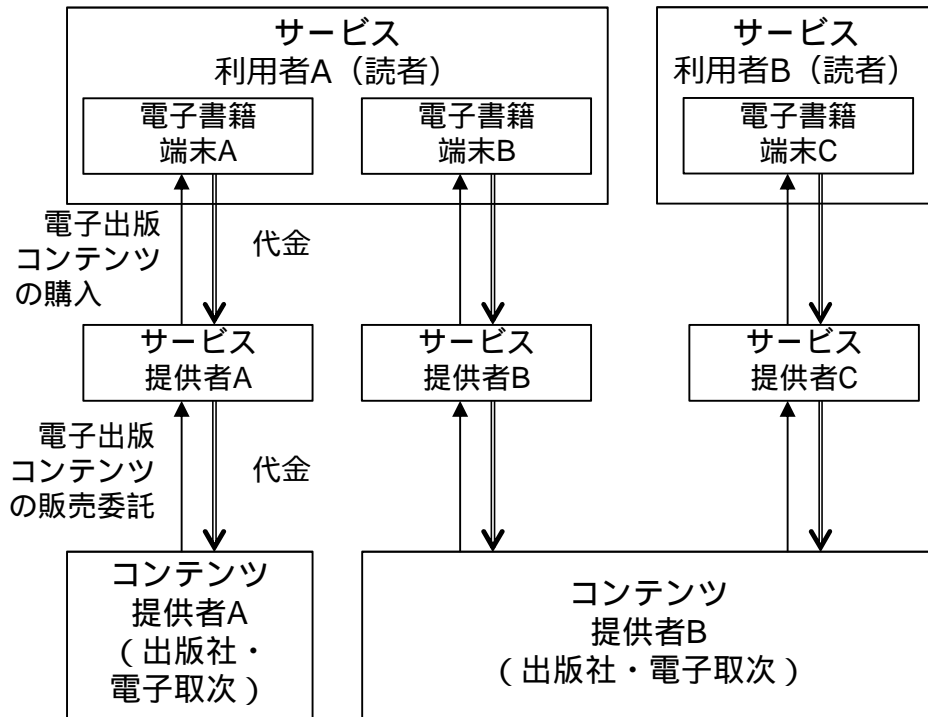 サービス
利用者A（読者）
サービス
利用者B（読者）
電子書籍
端末A
電子書籍
端末B
電子書籍
端末C
電子出版
コンテンツ
の購入
代金
サービス
提供者A
サービス
提供者B
サービス
提供者C
電子出版
コンテンツ
の販売委託
代金
コンテンツ
提供者A
（出版社・
電子取次）
コンテンツ
提供者B
（出版社・電子取次）